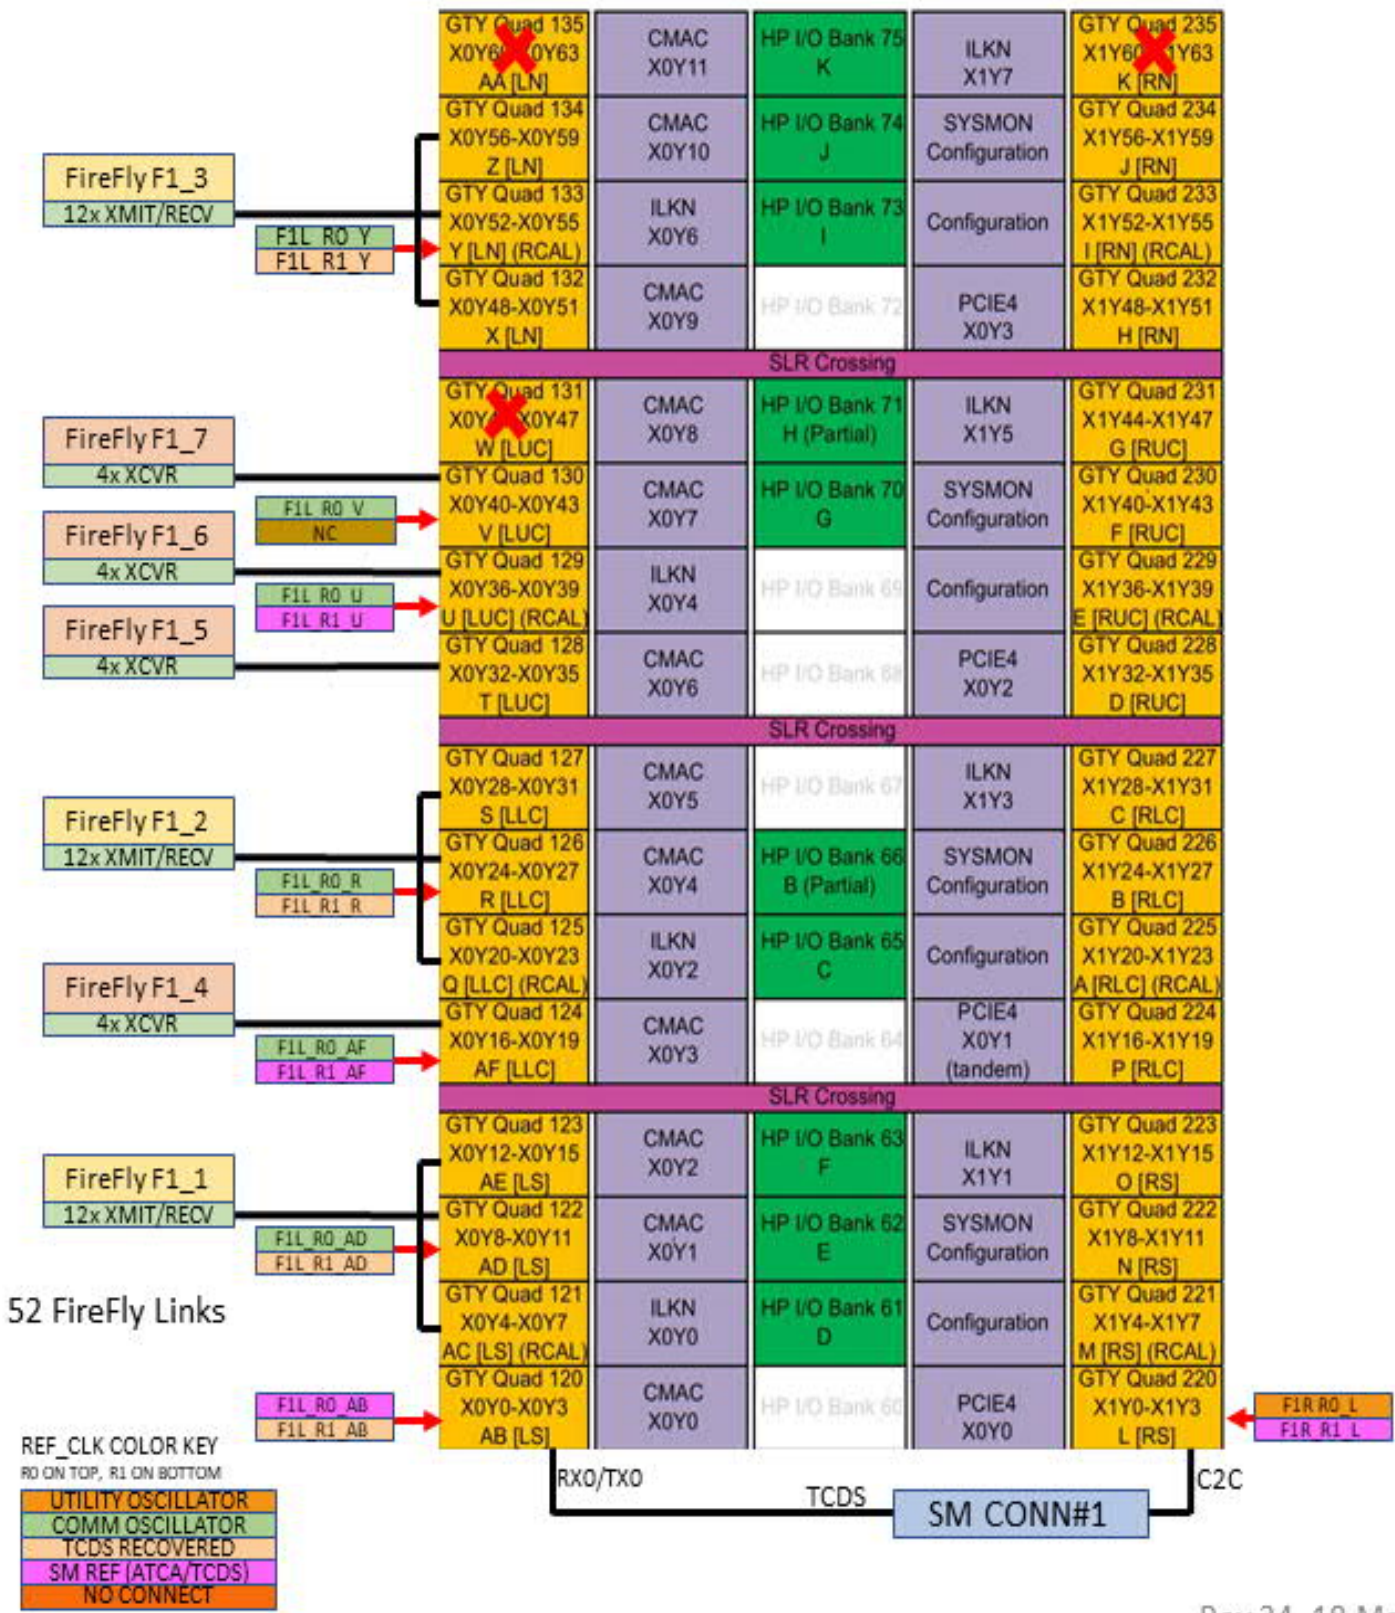 GTY Quad 135
X0Y63
AA [LN]
CMAC
X0Y11
HP I/O Bank 75
K
ILKN
X1Y7
GTY Quad 235
X1Y63
K [RN]
GTY Quad 134
X0Y56-X0Y59
Z [LN]
CMAC
X0Y10
HP I/O Bank 74
J
SYSMON
Configuration
GTY Quad 234
X1Y56-X1Y59
J [RN]
FireFly F1_3
12x XMIT/RECV
F1L_R0_Y
F1L_R1_Y
GTY Quad 133
X0Y52-X0Y55
Y [LN] (RCAL)
ILKN
X0Y6
HP I/O Bank 73
I
Configuration
GTY Quad 233
X1Y52-X1Y55
I [RN] (RCAL)
GTY Quad 132
X0Y48-X0Y51
X [LN]
CMAC
X0Y9
HP I/O Bank 72
PCIE4
X0Y3
GTY Quad 232
X1Y48-X1Y51
H [RN]
SLR Crossing
GTY Quad 131
X0Y47
W [LUC]
CMAC
X0Y8
HP I/O Bank 71
H (Partial)
ILKN
X1Y5
GTY Quad 231
X1Y44-X1Y47
G [RUC]
FireFly F1_7
4x XCVR
F1L_R0_V
NC
GTY Quad 130
X0Y40-X0Y43
V [LUC]
CMAC
X0Y7
HP I/O Bank 70
G
SYSMON
Configuration
GTY Quad 230
X1Y40-X1Y43
F [RUC]
FireFly F1_6
4x XCVR
F1L_R0_U
F1L_R1_U
GTY Quad 129
X0Y36-X0Y39
U [LUC] (RCAL)
ILKN
X0Y4
HP I/O Bank 69
Configuration
GTY Quad 229
X1Y36-X1Y39
E [RUC] (RCAL)
FireFly F1_5
4x XCVR
GTY Quad 128
X0Y32-X0Y35
T [LUC]
CMAC
X0Y6
HP I/O Bank 68
PCIE4
X0Y2
GTY Quad 228
X1Y32-X1Y35
D [RUC]
SLR Crossing
GTY Quad 127
X0Y28-X0Y31
S [LLC]
CMAC
X0Y5
HP I/O Bank 67
ILKN
X1Y3
GTY Quad 227
X1Y28-X1Y31
C [RLC]
FireFly F1_2
12x XMIT/RECV
F1L_R0_R
F1L_R1_R
GTY Quad 126
X0Y24-X0Y27
R [LLC]
CMAC
X0Y4
HP I/O Bank 66
B (Partial)
SYSMON
Configuration
GTY Quad 226
X1Y24-X1Y27
B [RLC]
GTY Quad 125
X0Y20-X0Y23
Q [LLC] (RCAL)
ILKN
X0Y2
HP I/O Bank 65
C
Configuration
GTY Quad 225
X1Y20-X1Y23
A [RLC] (RCAL)
FireFly F1_4
4x XCVR
F1L_R0_AF
F1L_R1_AF
GTY Quad 124
X0Y16-X0Y19
AF [LLC]
CMAC
X0Y3
HP I/O Bank 64
PCIE4
X0Y1
(tandem)
GTY Quad 224
X1Y16-X1Y19
P [RLC]
SLR Crossing
GTY Quad 123
X0Y12-X0Y15
AE [LS]
CMAC
X0Y2
HP I/O Bank 63
F
ILKN
X1Y1
GTY Quad 223
X1Y12-X1Y15
O [RS]
FireFly F1_1
12x XMIT/RECV
F1L_R0_AD
F1L_R1_AD
GTY Quad 122
X0Y8-X0Y11
AD [LS]
CMAC
X0Y1
HP I/O Bank 62
E
SYSMON
Configuration
GTY Quad 222
X1Y8-X1Y11
N [RS]
52 FireFly Links
GTY Quad 121
X0Y4-X0Y7
AC [LS] (RCAL)
ILKN
X0Y0
HP I/O Bank 61
D
Configuration
GTY Quad 221
X1Y4-X1Y7
M [RS] (RCAL)
F1L_R0_AB
F1L_R1_AB
GTY Quad 120
X0Y0-X0Y3
AB [LS]
CMAC
X0Y0
HP I/O Bank 60
PCIE4
X0Y0
GTY Quad 220
X1Y0-X1Y3
L [RS]
F1R R0_L
F1R_R1_L
RX0/TX0
TCDS
SM CONN#1
C2C
REF_CLK COLOR KEY
R0 ON TOP, R1 ON BOTTOM
UTILITY OSCILLATOR
COMM OSCILLATOR
TCDS RECOVERED
SM REF (ATCA/TCDS)
NO CONNECT